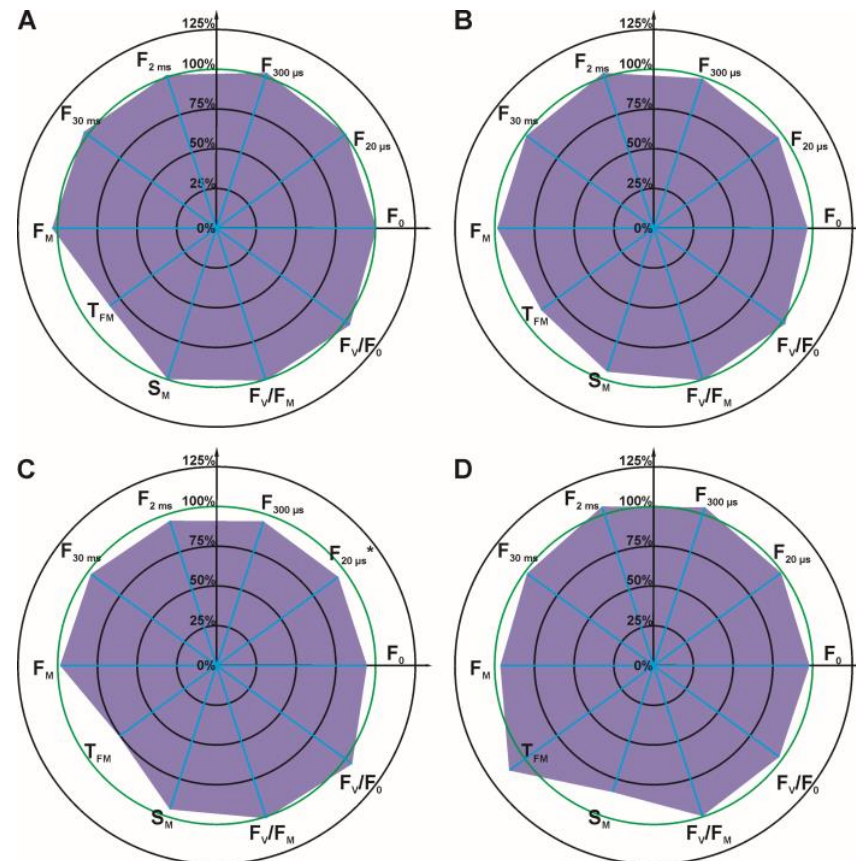 A
125%
100%
75%
50%
25%
0%
F2 ms
F300 µs
F30 ms
F20 µs
FM
F0
TFM
SM
FV/FM
FV/F0
B
125%
100%
75%
50%
25%
0%
F2 ms
F300 µs
F30 ms
F20 µs
FM
F0
TFM
SM
FV/FM
FV/F0
C
125%
100%
75%
50%
25%
0%
F2 ms
F300 µs
F30 ms
F20 µs*
FM
F0
TFM
SM
FV/FM
FV/F0
D
125%
100%
75%
50%
25%
0%
F2 ms
F300 µs
F30 ms
F20 µs
FM
F0
TFM
SM
FV/FM
FV/F0